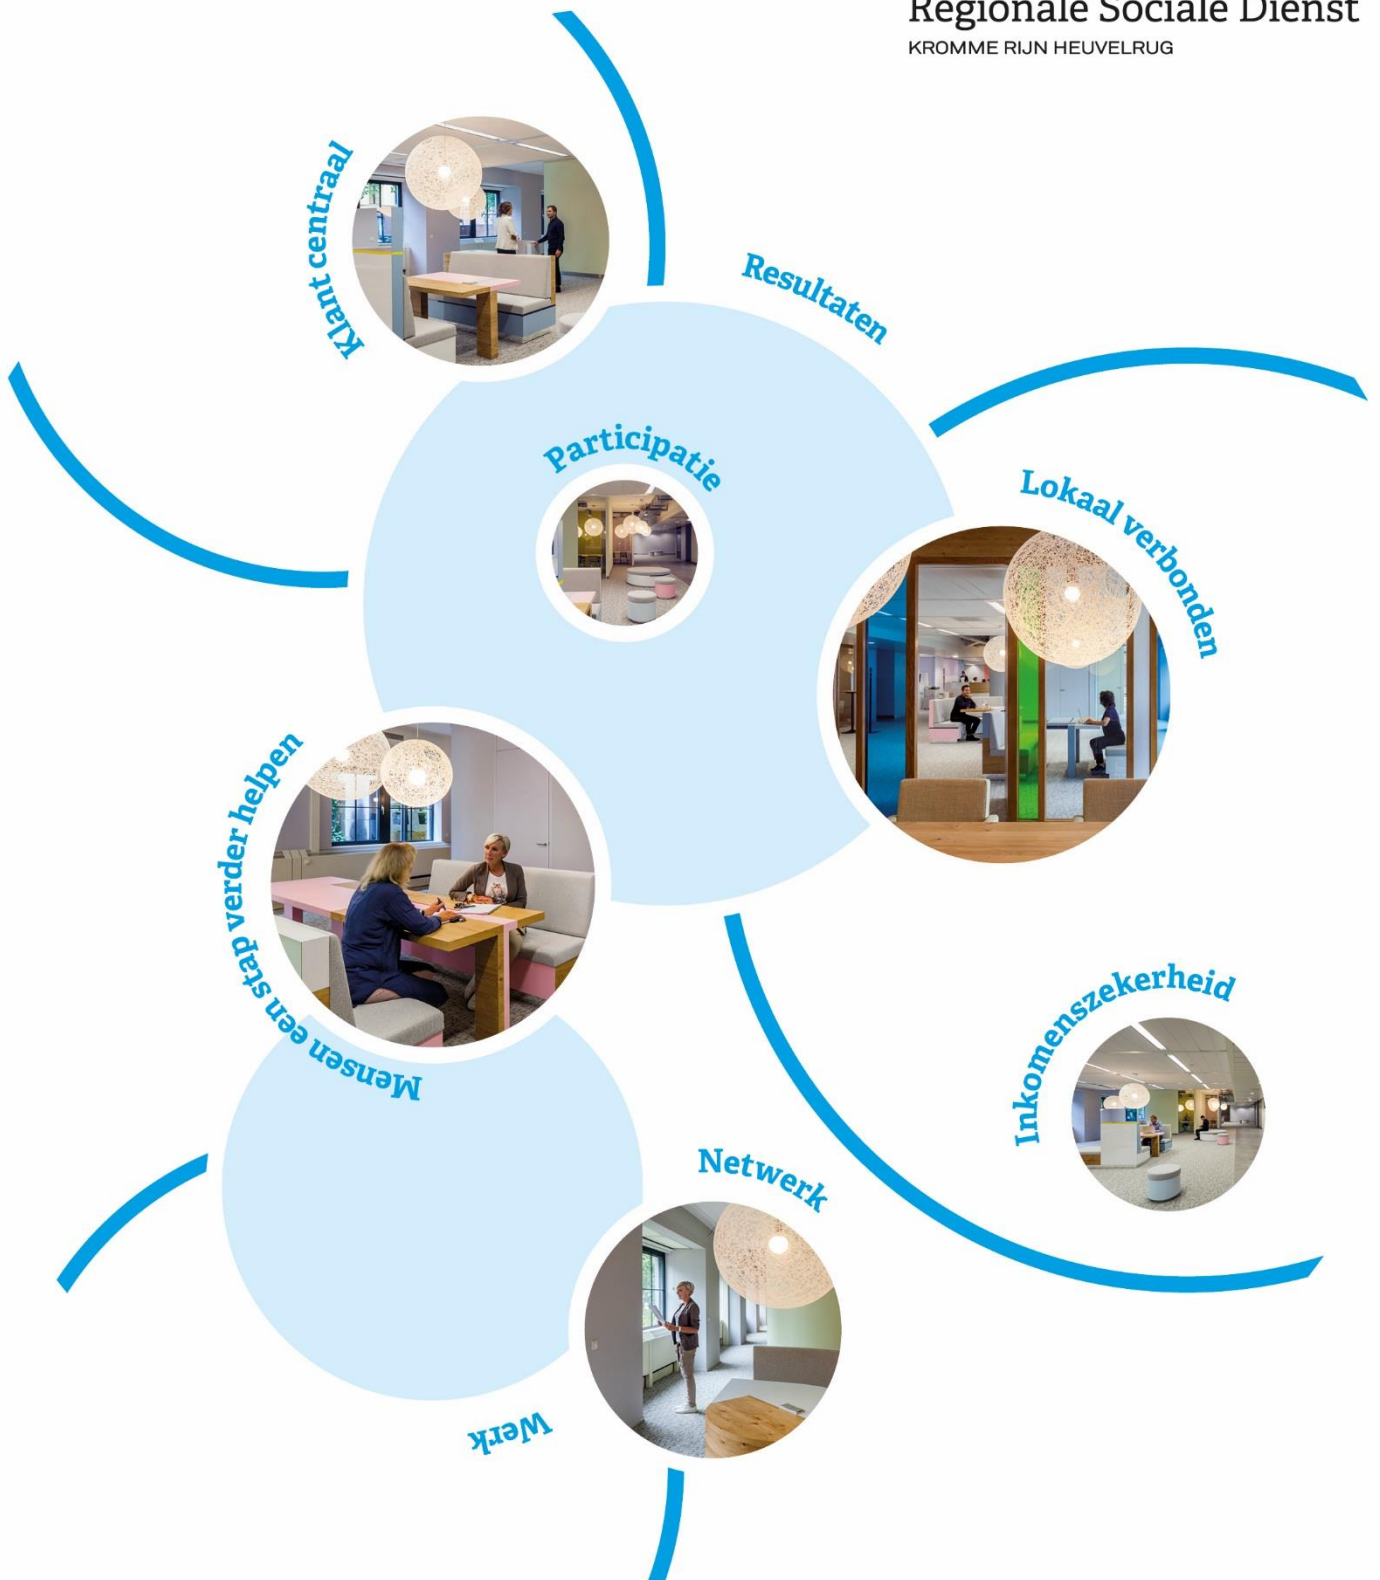 Regionale Sociale Dienst
KROMME RIJN HEUVELRUG
Klant centraal
Resultaten
Participatie
Lokaal verbonden
Mensen een stap verder helpen
Inkomenszekerheid
Netwerk
Werk